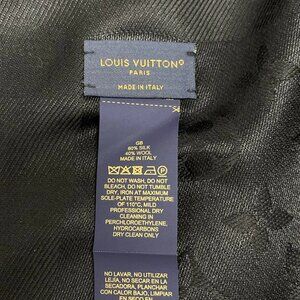 LOUIS VUITTON®
PARIS
MADE IN ITALY
GB
60% SILK
40% WOOL
MADE IN ITALY
DO NOT WASH, DO NOT
BLEACH, DO NOT TUMBLE
DRY, IRON AT MAXIMUM
SOLE-PLATE TEMPERATURE
OF 110°C, MILD
PROFESSIONAL DRY
CLEANING IN
PERCHLOROETHYLENE,
HYDROCARBONS
DRY CLEAN ONLY
NO LAVAR, NO UTILIZAR
LEJÍA, NO SECAR EN LA
SECADORA, PLANCHAR
CON CALOR BAJO, LIMPIAR